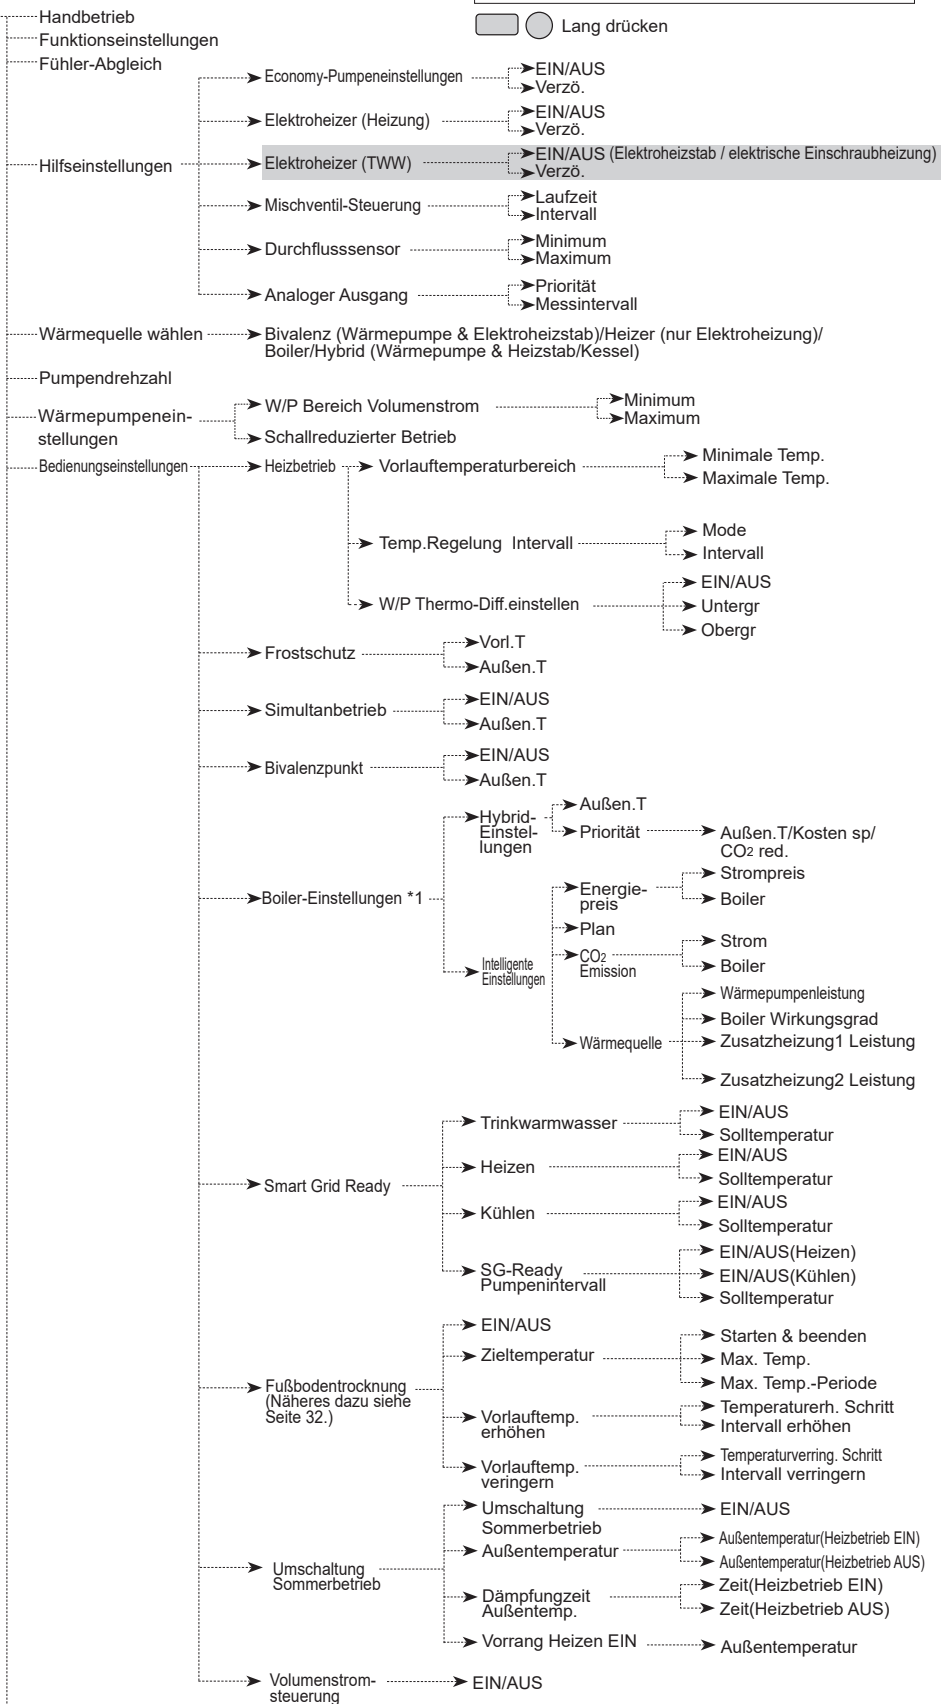 Handbetrieb
Lang drücken
Funktionseinstellungen
Fühler-Abgleich
Hilfseinstellungen
Economy-Pumpeneinstellungen
EIN/AUS
Verzö.
Elektroheizer (Heizung)
EIN/AUS
Verzö.
Elektroheizer (TWW)
EIN/AUS (Elektroheizstab / elektrische Einschraubheizung)
Verzö.
Mischventil-Steuerung
Laufzeit
Intervall
Durchflusssensor
Minimum
Maximum
Analoger Ausgang
Priorität
Messintervall
Wärmequelle wählen
Bivalenz (Wärmepumpe & Elektroheizstab)/Heizer (nur Elektroheizung)/
Boiler/Hybrid (Wärmepumpe & Heizstab/Kessel)
Pumpendrehzahl
Wärmepumpenein-
stellungen
W/P Bereich Volumenstrom
Minimum
Maximum
Schallreduzierter Betrieb
Bedienungseinstellungen
Heizbetrieb
Vorlauftemperaturbereich
Minimale Temp.
Maximale Temp.
Temp.Regelung Intervall
Mode
Intervall
W/P Thermo-Diff.einstellen
EIN/AUS
Untergr
Obergr
Frostschutz
Vorl.T
Außen.T
Simultanbetrieb
EIN/AUS
Außen.T
Bivalenzpunkt
EIN/AUS
Außen.T
Boiler-Einstellungen *1
Hybrid-
Einstel-
lungen
Außen.T
Priorität
Außen.T/Kosten sp/
CO2 red.
Intelligente
Einstellungen
Energie-
preis
Strompreis
Boiler
Plan
CO2
Emission
Strom
Boiler
Wärmequelle
Wärmepumpenleistung
Boiler Wirkungsgrad
Zusatzheizung1 Leistung
Zusatzheizung2 Leistung
Smart Grid Ready
Trinkwarmwasser
EIN/AUS
Solltemperatur
Heizen
EIN/AUS
Solltemperatur
Kühlen
EIN/AUS
Solltemperatur
SG-Ready
Pumpenintervall
EIN/AUS(Heizen)
EIN/AUS(Kühlen)
Solltemperatur
Fußbodentrocknung
(Näheres dazu siehe
Seite 32.)
EIN/AUS
Zieltemperatur
Starten & beenden
Max. Temp.
Max. Temp.-Periode
Vorlauftemp.
erhöhen
Temperaturerh. Schritt
Intervall erhöhen
Vorlauftemp.
veringern
Temperaturverring. Schritt
Intervall verringern
Umschaltung
Sommerbetrieb
Umschaltung
Sommerbetrieb
EIN/AUS
Außentemperatur
Außentemperatur(Heizbetrieb EIN)
Außentemperatur(Heizbetrieb AUS)
Dämpfungzeit
Außentemp.
Zeit(Heizbetrieb EIN)
Zeit(Heizbetrieb AUS)
Vorrang Heizen EIN
Außentemperatur
Volumenstrom-
steuerung
EIN/AUS